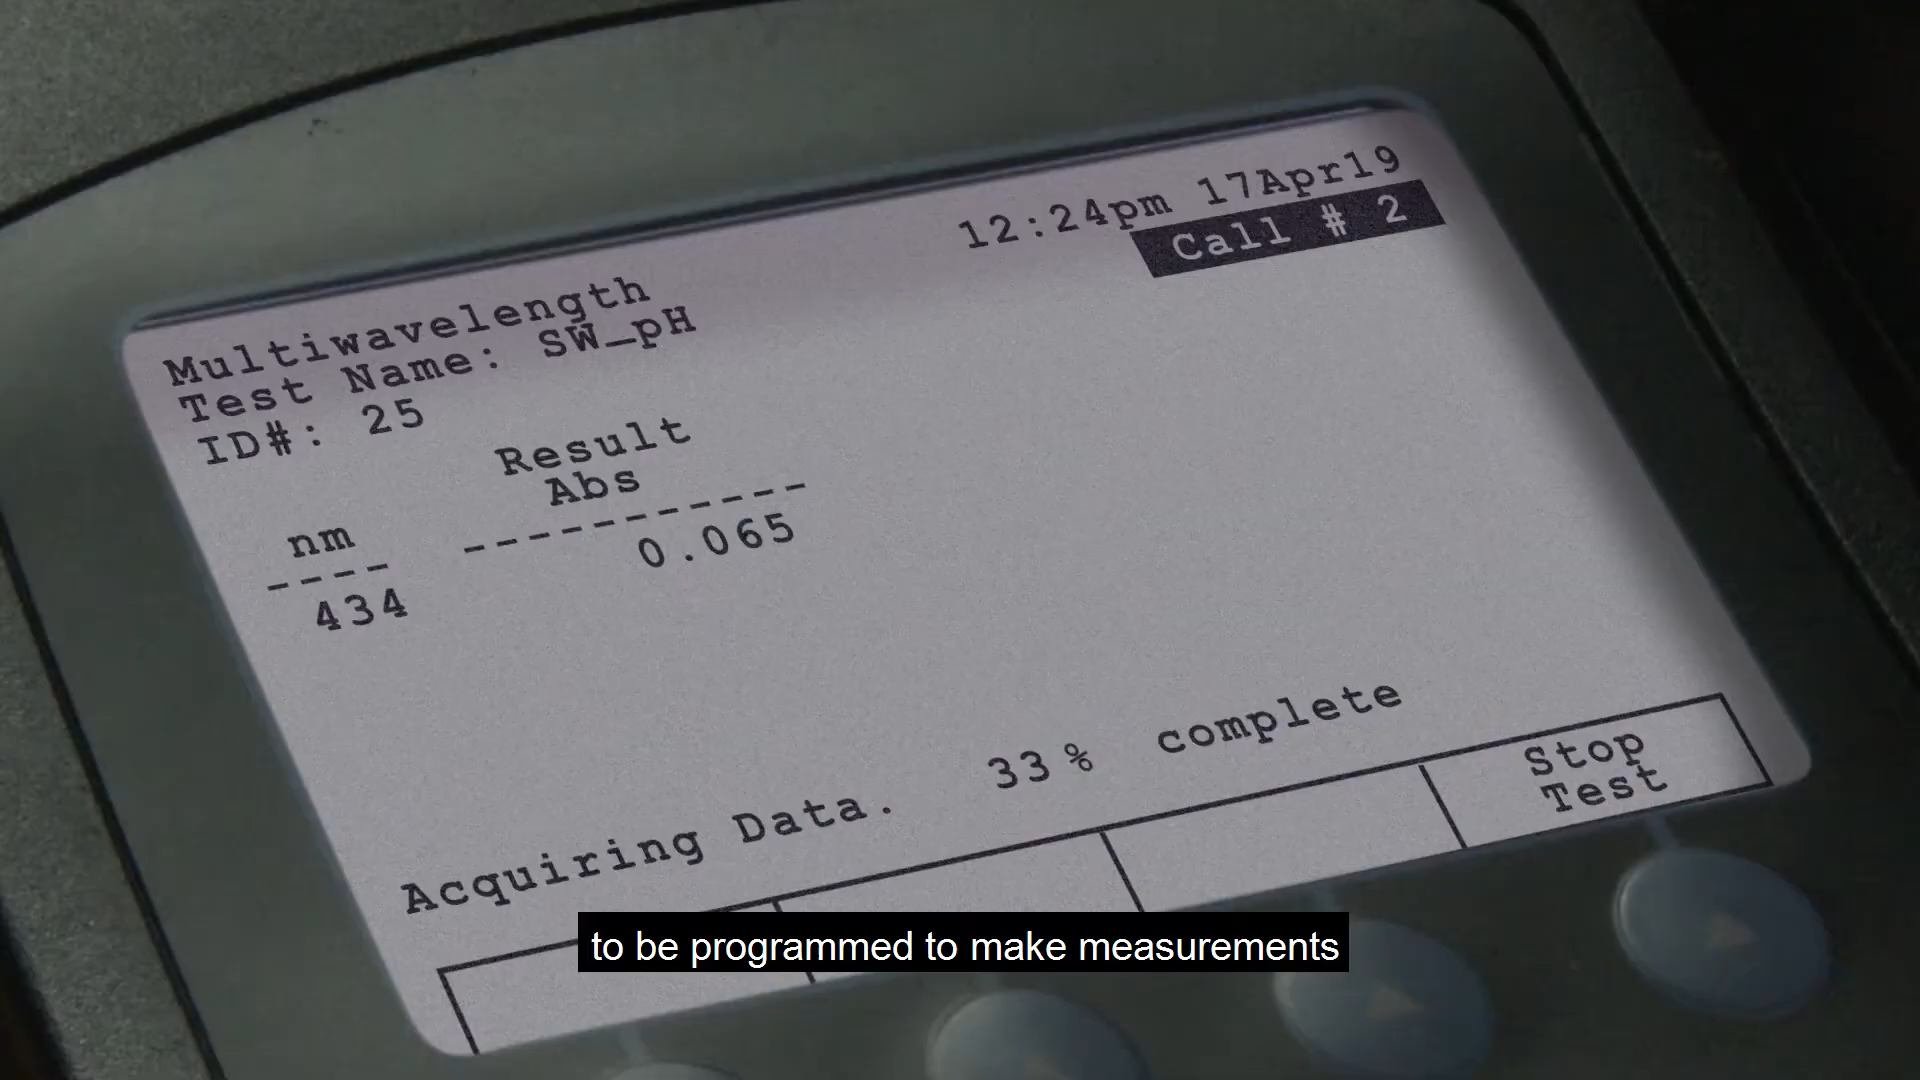 12:24pm 17Apr19
Call # 2
Multiwavelength
Test Name: SW_pH
ID#: 25
Result
nm Abs
---- -----------
434 0.065
Acquiring Data. 33% complete
Stop
Test
to be programmed to make measurements